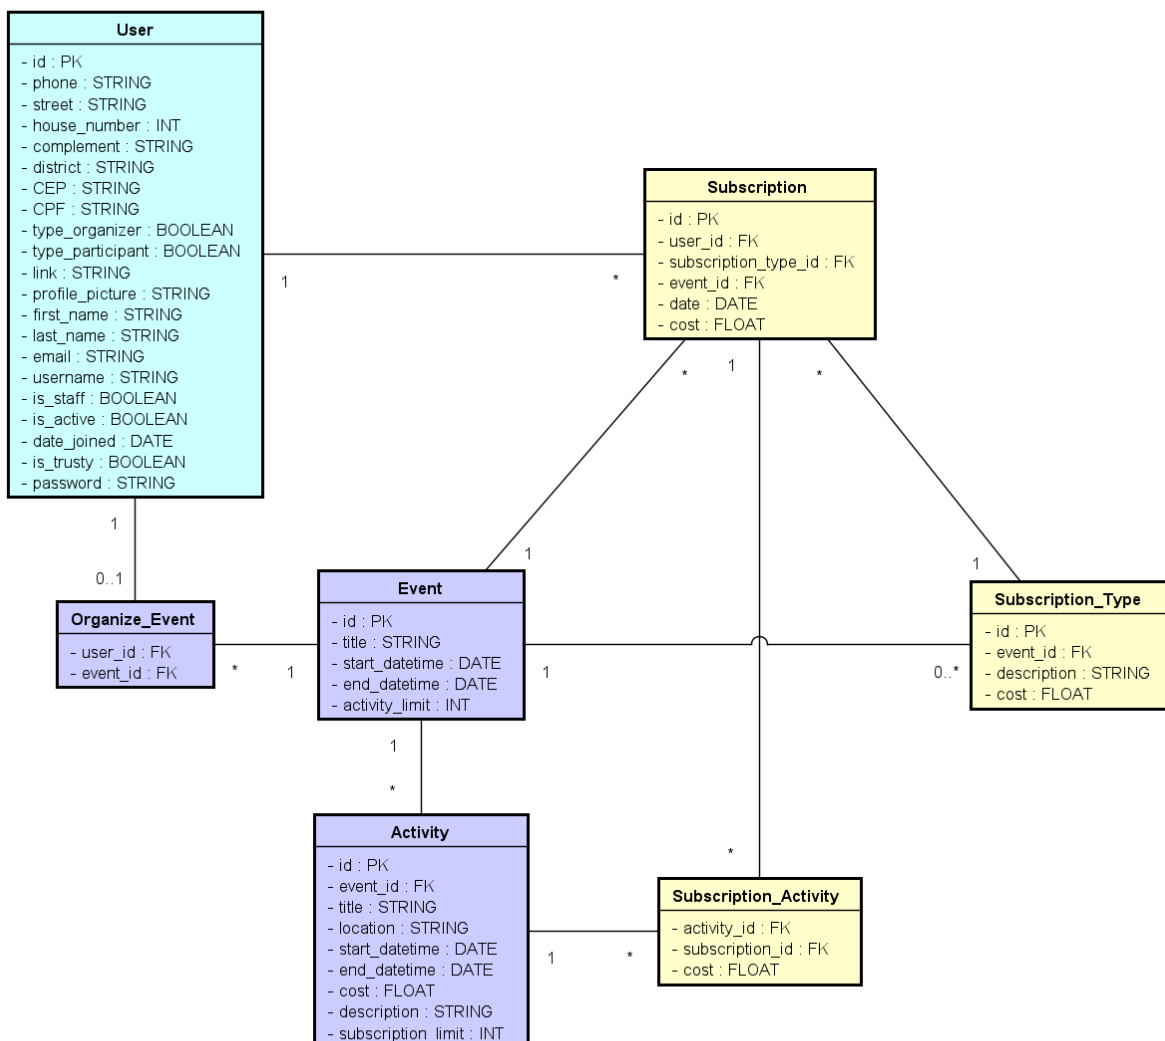 User
- id : PK
- phone : STRING
- street : STRING
- house_number : INT
- complement : STRING
- district : STRING
- CEP : STRING
- CPF : STRING
- type_organizer : BOOLEAN
- type_participant : BOOLEAN
- link : STRING
- profile_picture : STRING
- first_name : STRING
- last_name : STRING
- email : STRING
- username : STRING
- is_staff : BOOLEAN
- is_active : BOOLEAN
- date_joined : DATE
- is_trusty : BOOLEAN
- password : STRING
Subscription
- id : PK
- user_id : FK
- subscription_type_id : FK
- event_id : FK
- date : DATE
- cost : FLOAT
1
*
*
1
*
1
0..1
1
1
Organize_Event
- user_id : FK
- event_id : FK
*
1
Event
- id : PK
- title : STRING
- start_datetime : DATE
- end_datetime : DATE
- activity_limit : INT
1
0..*
Subscription_Type
- id : PK
- event_id : FK
- description : STRING
- cost : FLOAT
1
*
*
Activity
- id : PK
- event_id : FK
- title : STRING
- location : STRING
- start_datetime : DATE
- end_datetime : DATE
- cost : FLOAT
- description : STRING
- subscription_limit : INT
1
*
Subscription_Activity
- activity_id : FK
- subscription_id : FK
- cost : FLOAT